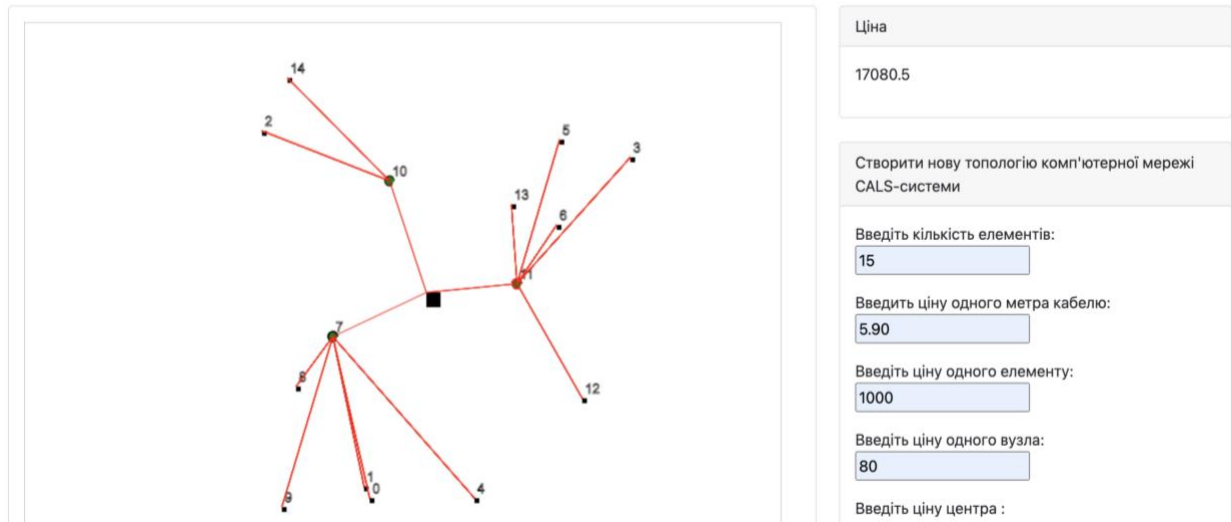 14
2
10
5
3
13
6
11
7
8
12
1
0
4
9
Ціна
17080.5
Створити нову топологію комп'ютерної мережі
CALS-системи
Введіть кількість елементів:
15
Введить ціну одного метра кабелю:
5.90
Введіть ціну одного елементу:
1000
Введіть ціну одного вузла:
80
Введіть ціну центра :